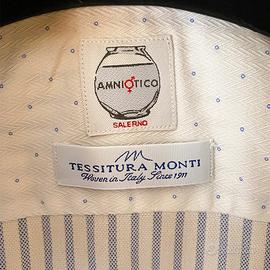 AMNIOTICO
SALERNO
TESSITURA MONTI
Woven in Italy Since 1911